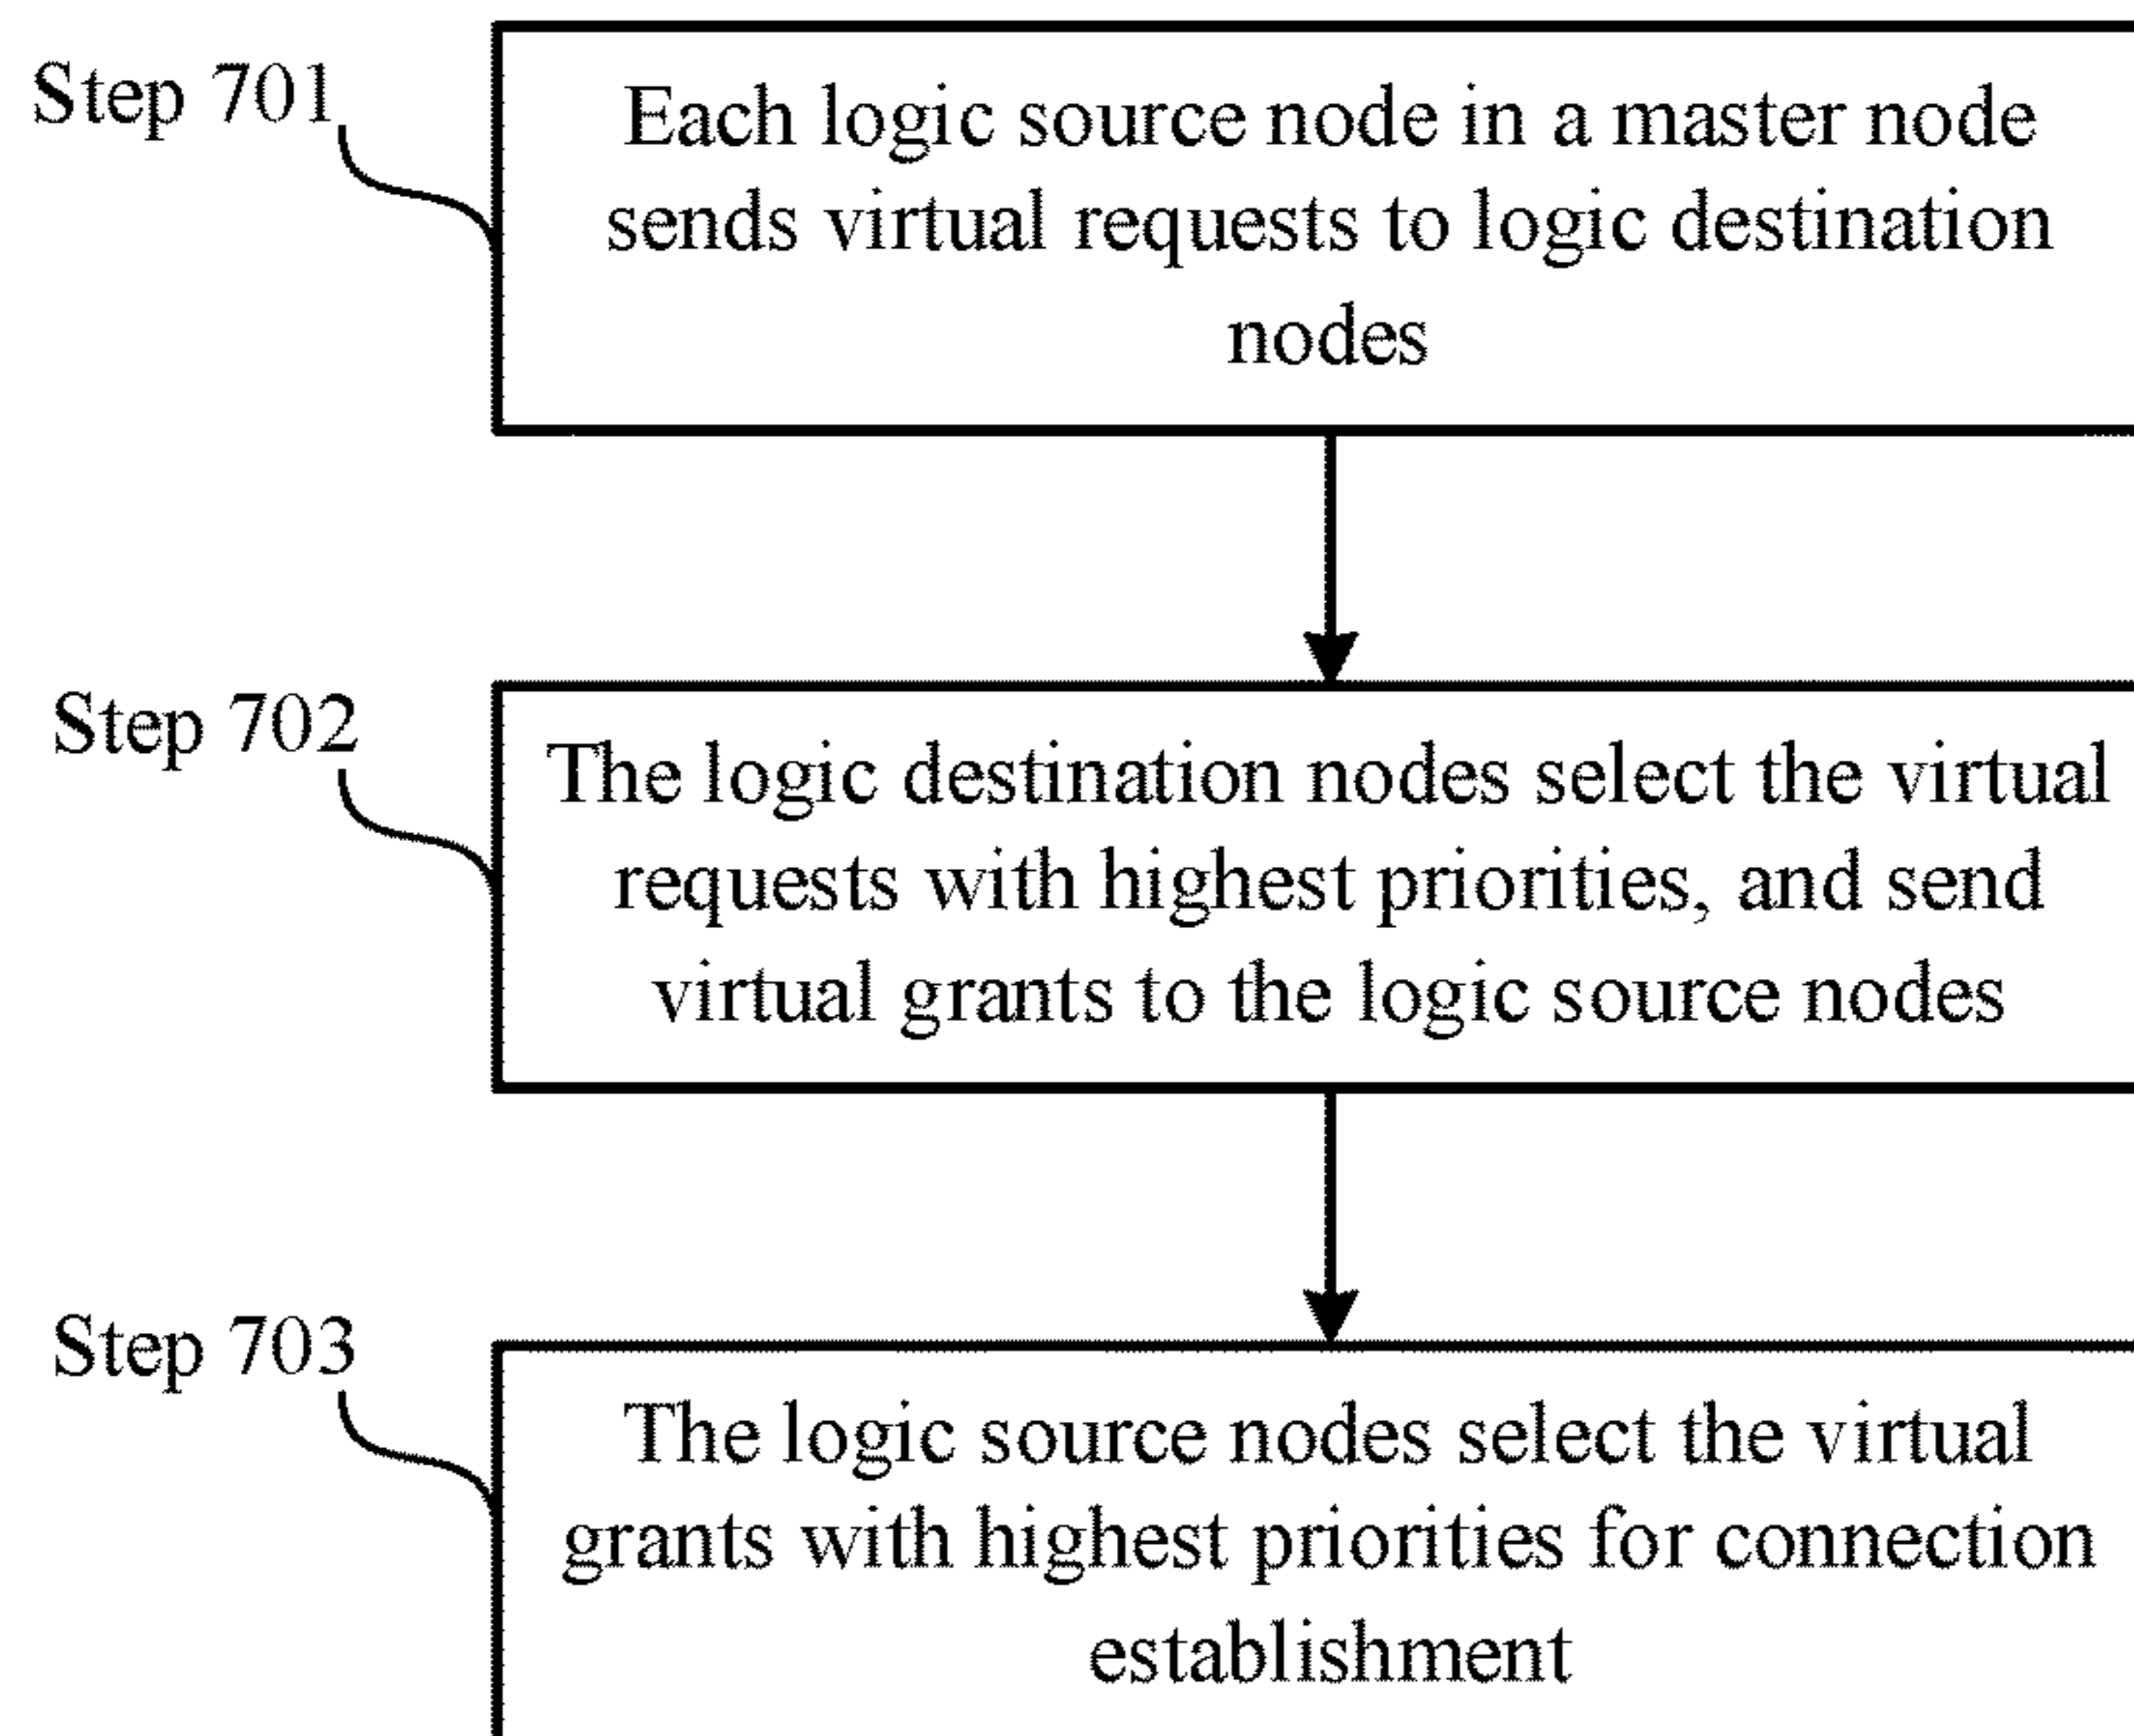 Step 701
Each logic source node in a master node
sends virtual requests to logic destination
nodes
Step 702
The logic destination nodes select the virtual
requests with highest priorities, and send
virtual grants to the logic source nodes
Step 703
The logic source nodes select the virtual
grants with highest priorities for connection
establishment